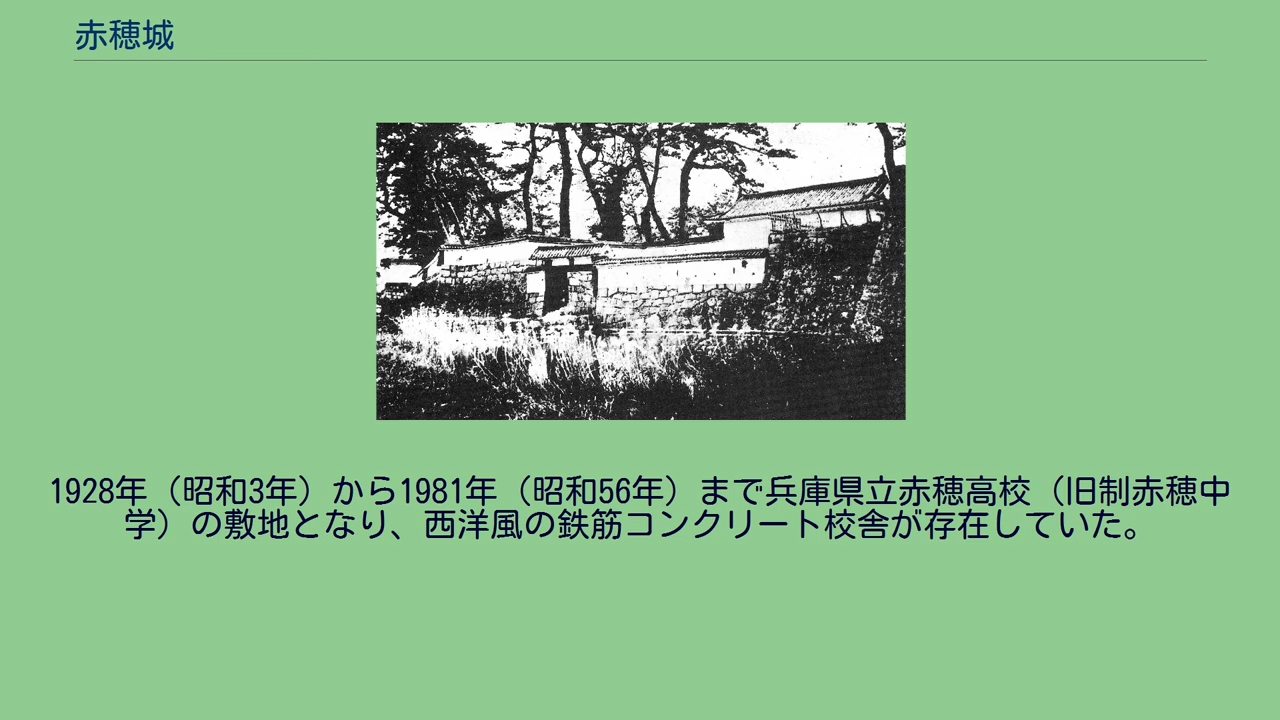 赤穂城
1928年（昭和3年）から1981年（昭和56年）まで兵庫県立赤穂高校（旧制赤穂中
学）の敷地となり、西洋風の鉄筋コンクリート校舎が存在していた。